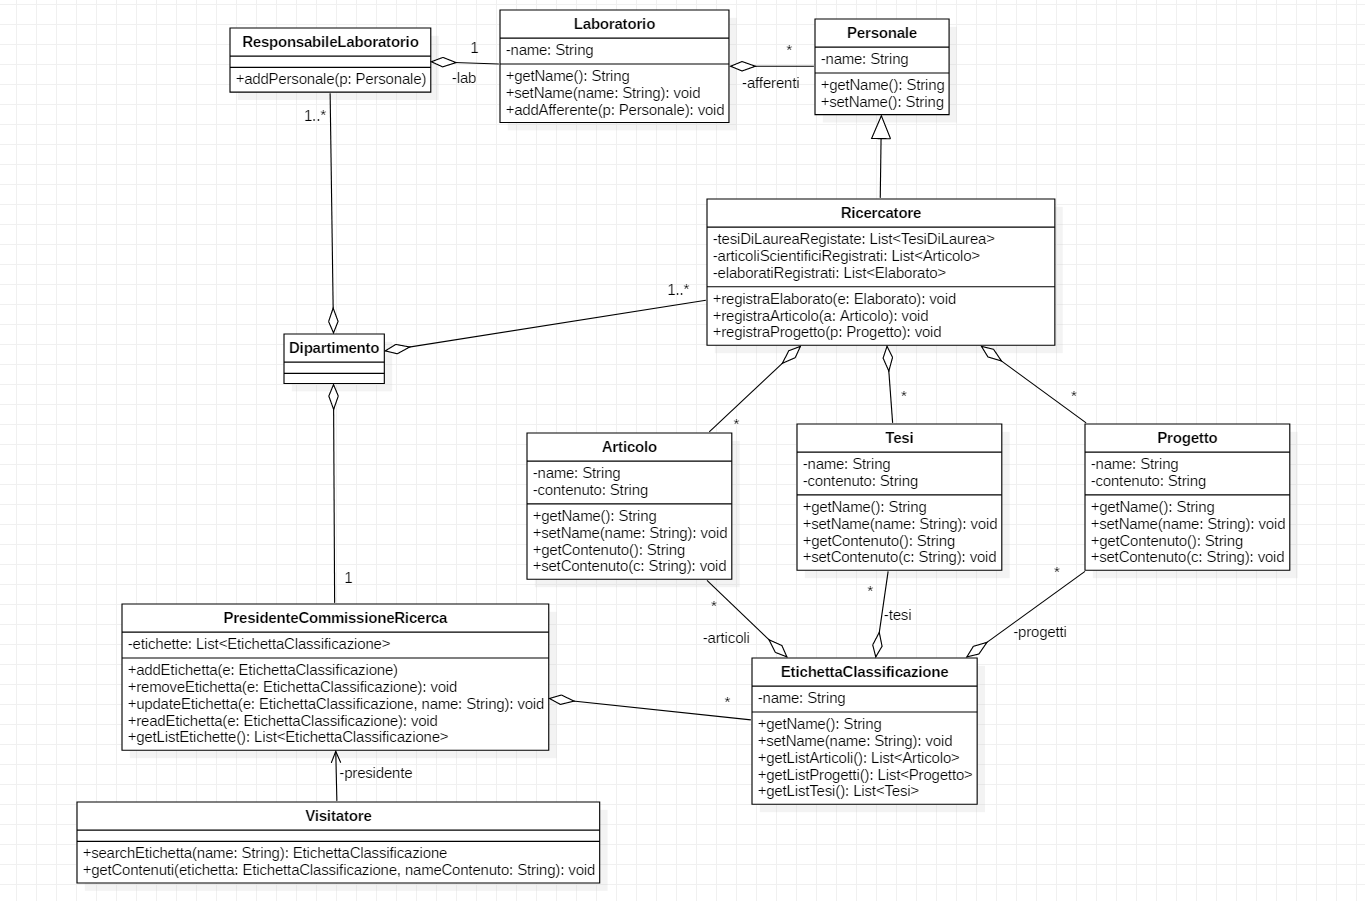 ResponsabileLaboratorio
+addPersonale(p: Personale)
1
-lab
Laboratorio
-name: String
+getName(): String
+setName(name: String): void
+addAfferente(p: Personale): void
*
-afferenti
Personale
-name: String
+getName(): String
+setName(): String
1..*
Ricercatore
-tesiDiLaureaRegistate: List<TesiDiLaurea>
-articoliScientificiRegistrati: List<Articolo>
-elaboratiRegistrati: List<Elaborato>
+registraElaborato(e: Elaborato): void
+registraArticolo(a: Articolo): void
+registraProgetto(p: Progetto): void
1..*
Dipartimento
*
*
*
Articolo
-name: String
-contenuto: String
+getName(): String
+setName(name: String): void
+getContenuto(): String
+setContenuto(c: String): void
Tesi
-name: String
-contenuto: String
+getName(): String
+setName(name: String): void
+getContenuto(): String
+setContenuto(c: String): void
Progetto
-name: String
-contenuto: String
+getName(): String
+setName(name: String): void
+getContenuto(): String
+setContenuto(c: String): void
1
*
-articoli
*
-tesi
*
-progetti
PresidenteCommissioneRicerca
-etichette: List<EtichettaClassificazione>
+addEtichetta(e: EtichettaClassificazione)
+removeEtichetta(e: EtichettaClassificazione): void
+updateEtichetta(e: EtichettaClassificazione, name: String): void
+readEtichetta(e: EtichettaClassificazione): void
+getListEtichette(): List<EtichettaClassificazione>
*
EtichettaClassificazione
-name: String
+getName(): String
+setName(name: String): void
+getListArticoli(): List<Articolo>
+getListProgetti(): List<Progetto>
+getListTesi(): List<Tesi>
-presidente
Visitatore
+searchEtichetta(name: String): EtichettaClassificazione
+getContenuti(etichetta: EtichettaClassificazione, nameContenuto: String): void